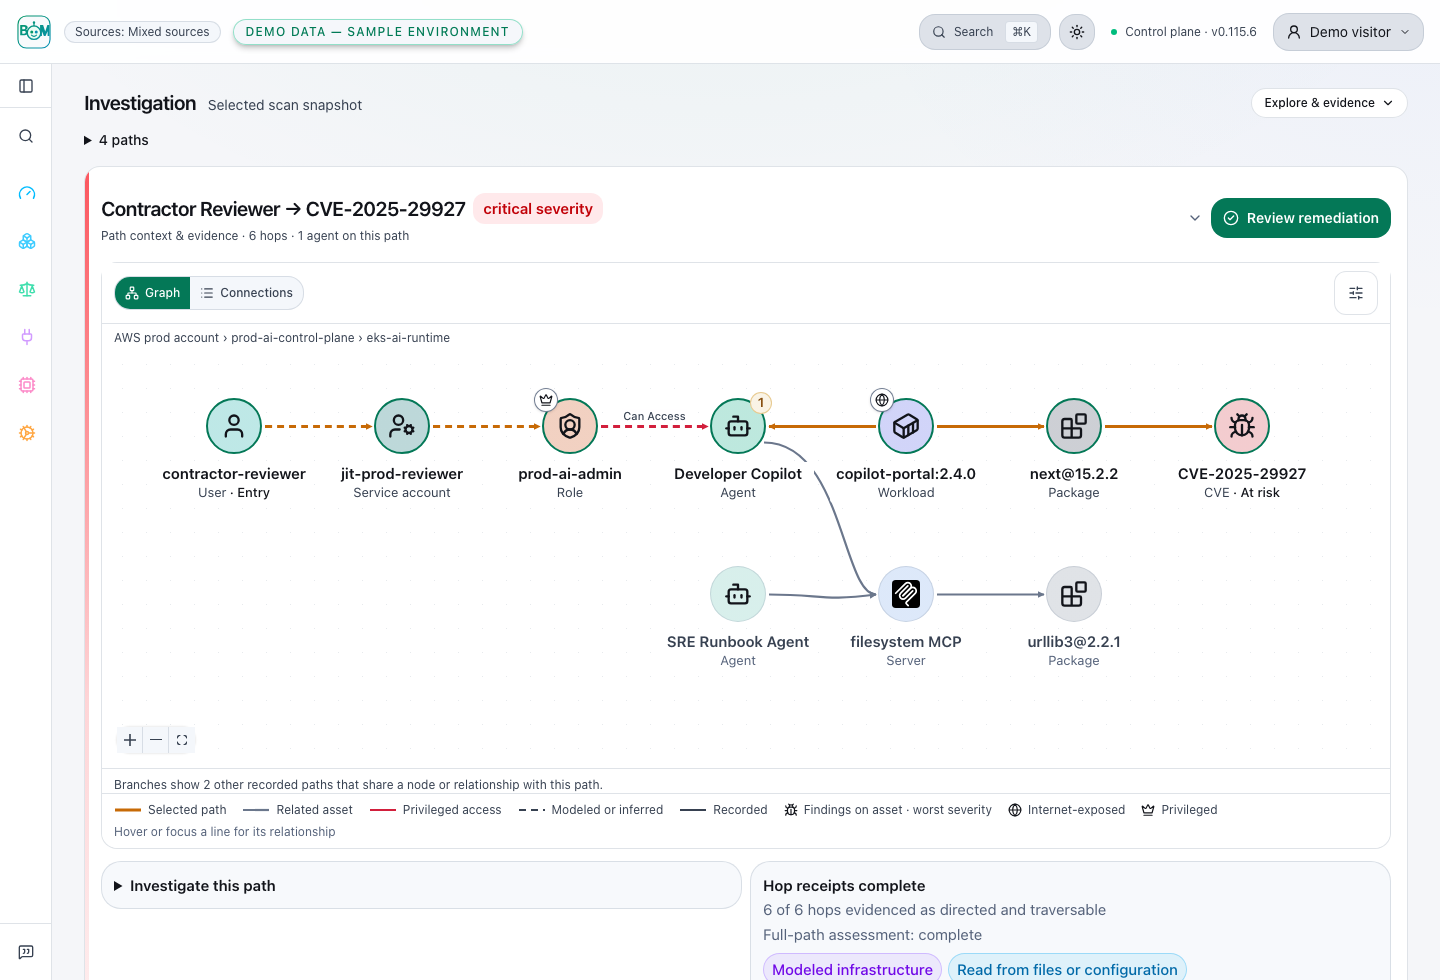 BOM
Sources: Mixed sources
DEMO DATA — SAMPLE ENVIRONMENT
Search ⌘K
Control plane · v0.115.6
Demo visitor
Investigation Selected scan snapshot
Explore & evidence
4 paths
Contractor Reviewer → CVE-2025-29927 critical severity
Review remediation
Path context & evidence · 6 hops · 1 agent on this path
Graph
Connections
AWS prod account › prod-ai-control-plane › eks-ai-runtime
Can Access
1
contractor-reviewer
User · Entry
jit-prod-reviewer
Service account
prod-ai-admin
Role
Developer Copilot
Agent
copilot-portal:2.4.0
Workload
next@15.2.2
Package
CVE-2025-29927
CVE · At risk
SRE Runbook Agent
Agent
filesystem MCP
Server
urllib3@2.2.1
Package
Branches show 2 other recorded paths that share a node or relationship with this path.
Selected path
Related asset
Privileged access
Modeled or inferred
Recorded
Findings on asset · worst severity
Internet-exposed
Privileged
Hover or focus a line for its relationship
Investigate this path
Hop receipts complete
6 of 6 hops evidenced as directed and traversable
Full-path assessment: complete
Modeled infrastructure
Read from files or configuration